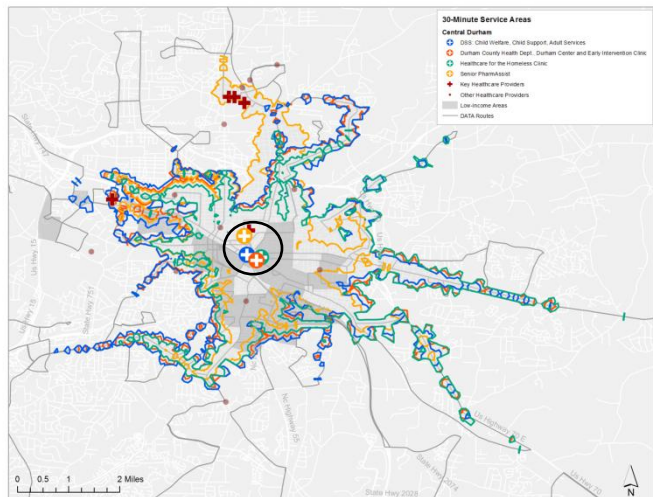 30-Minute Service Areas
Central Durham
DSS: Child Welfare, Child Support, Adult Services
Durham County Health Dept., Durham Center and Early Intervention Clinic
Healthcare for the Homeless Clinic
Senior PharmAssist
Key Healthcare Providers
Other Healthcare Providers
Low-Income Areas
DATA Routes
Us Hwy 15
State Hwy 751
Nc Highway 55
Us Highway 70 E
Us Hwy 70
State Hwy 2028
0 0.5 1 2 Miles
N